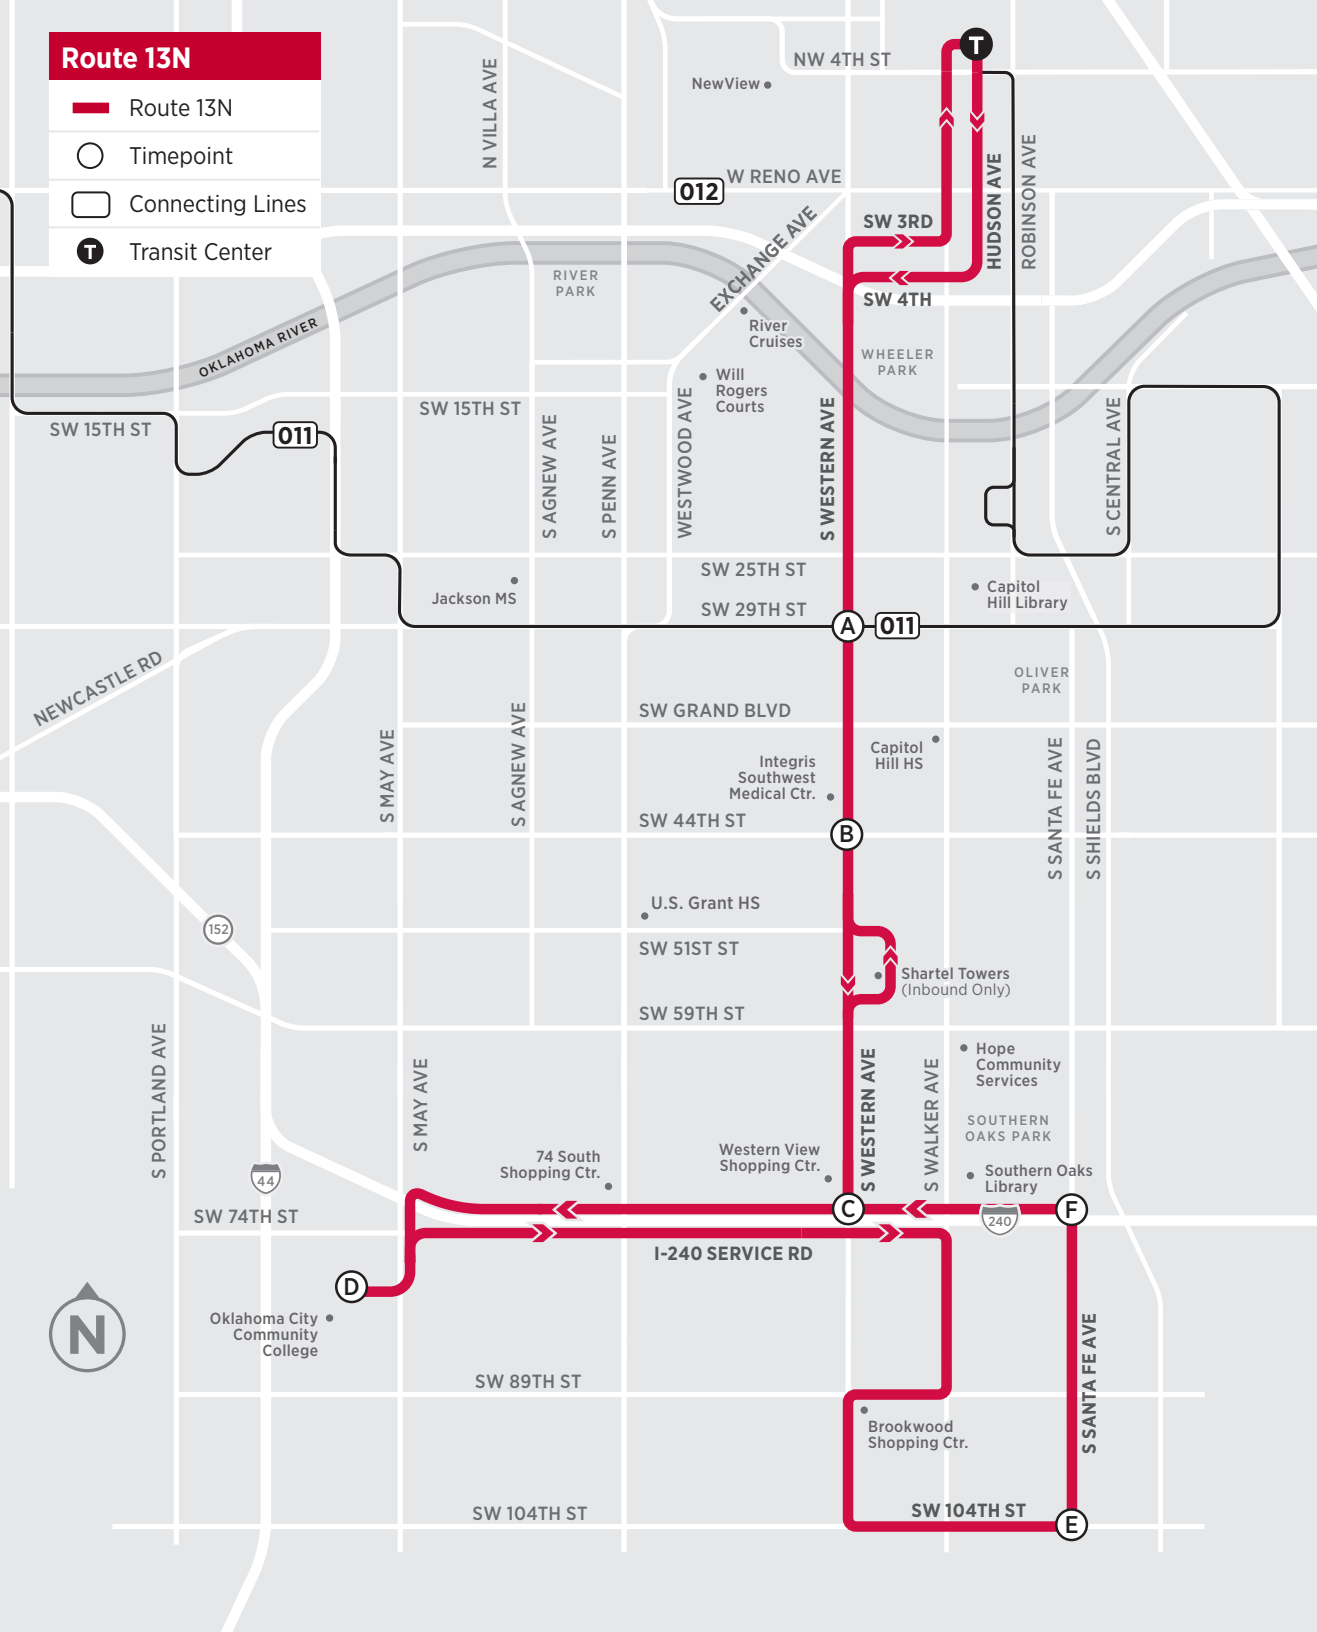 Route 13N
Route 13N
Timepoint
Connecting Lines
T
Transit Center
T
NW 4TH ST
NewView
N VILLA AVE
W RENO AVE
012
HUDSON AVE
ROBINSON AVE
SW 3RD
EXCHANGE AVE
SW 4TH
RIVER
PARK
OKLAHOMA RIVER
River
Cruises
WHEELER
PARK
Will
Rogers
Courts
SW 15TH ST
SW 15TH ST
011
S AGNEW AVE
S PENN AVE
WESTWOOD AVE
S WESTERN AVE
S CENTRAL AVE
SW 25TH ST
Jackson MS
Capitol
Hill Library
SW 29TH ST
A
011
NEWCASTLE RD
OLIVER
PARK
SW GRAND BLVD
S MAY AVE
S AGNEW AVE
Capitol
Hill HS
Integris
Southwest
Medical Ctr.
S SANTA FE AVE
S SHIELDS BLVD
SW 44TH ST
B
U.S. Grant HS
152
SW 51ST ST
Shartel Towers
(Inbound Only)
SW 59TH ST
S PORTLAND AVE
S MAY AVE
S WESTERN AVE
S WALKER AVE
Hope
Community
Services
SOUTHERN
OAKS PARK
74 South
Shopping Ctr.
Western View
Shopping Ctr.
Southern Oaks
Library
44
C
F
240
SW 74TH ST
I-240 SERVICE RD
D
Oklahoma City
Community
College
N
S SANTA FE AVE
SW 89TH ST
Brookwood
Shopping Ctr.
SW 104TH ST
SW 104TH ST
E